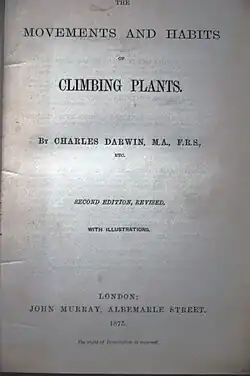 THE
MOVEMENTS AND HABITS
OF
CLIMBING PLANTS.
BY CHARLES DARWIN, M.A., F.R.S.,
ETC.
SECOND EDITION, REVISED.
WITH ILLUSTRATIONS.
LONDON:
JOHN MURRAY, ALBEMARLE STREET.
1875.
The right of Translation is reserved.